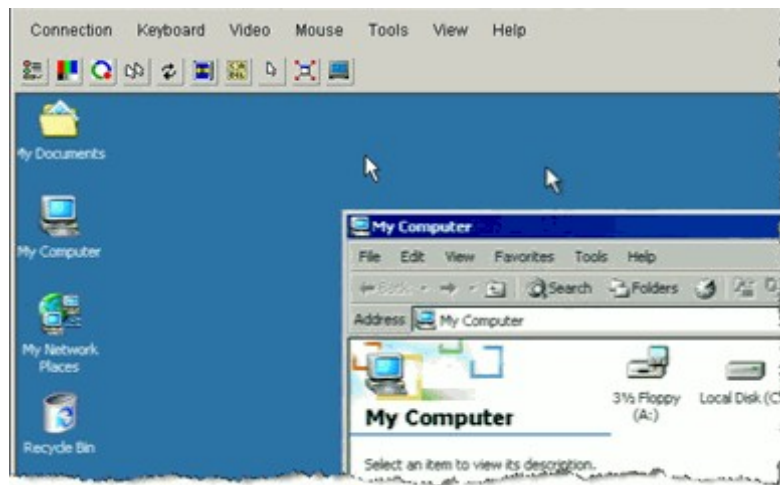 Connection Keyboard Video Mouse Tools View Help
My Documents
My Computer
My Network
Places
Recycle Bin
My Computer
File Edit View Favorites Tools Help
Back Search Folders
Address My Computer
My Computer
Select an item to view its description.
3½ Floppy
(A:)
Local Disk (C